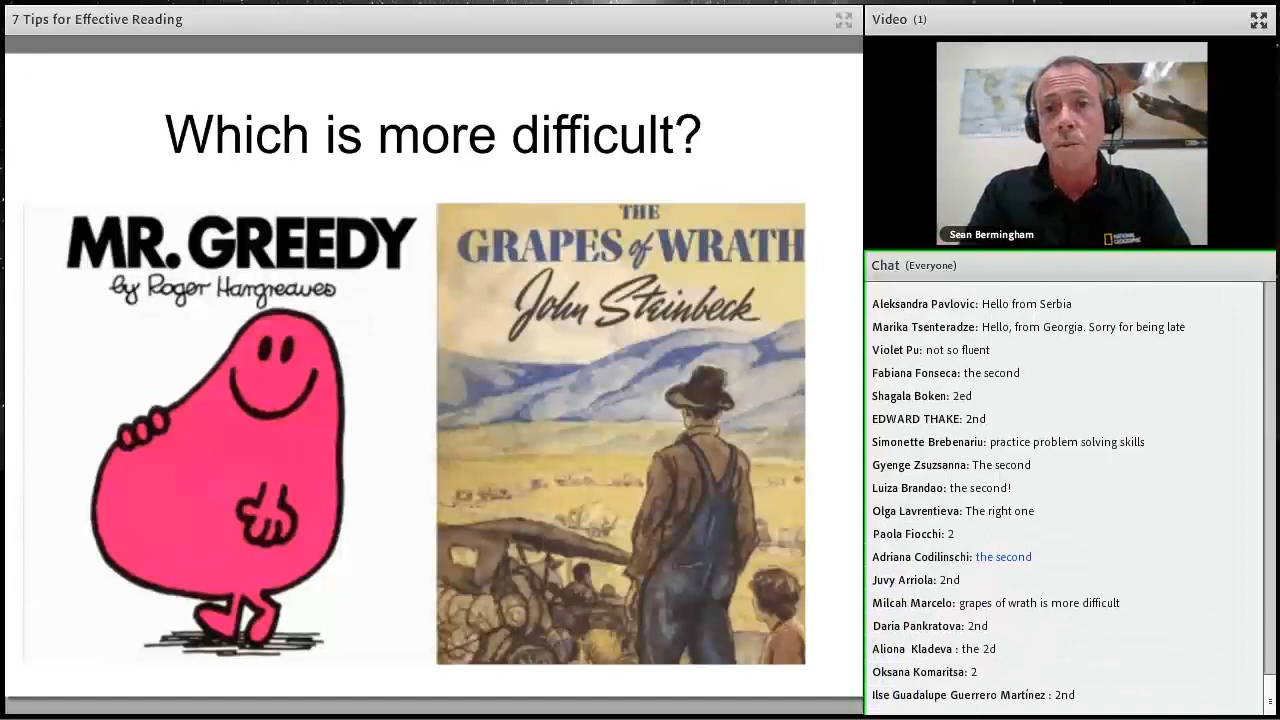 7 Tips for Effective Reading
Which is more difficult?
MR. GREEDY
by Roger Hargreaves
THE
GRAPES of WRATH
John Steinbeck
Video (1)
Sean Bermingham
NATIONAL
GEOGRAPHIC
Chat (Everyone)
Aleksandra Pavlovic: Hello from Serbia
Marika Tsenteradze: Hello, from Georgia. Sorry for being late
Violet Pu: not so fluent
Fabiana Fonseca: the second
Shagala Boken: 2ed
EDWARD THAKE: 2nd
Simonette Brebenariu: practice problem solving skills
Gyenge Zsuzsanna: The second
Luiza Brandao: the second!
Olga Lavrentieva: The right one
Paola Fiocchi: 2
Adriana Codilinschi: the second
Juvy Arriola: 2nd
Milcah Marcelo: grapes of wrath is more difficult
Daria Pankratova: 2nd
Aliona Kladeva : the 2d
Oksana Komaritsa: 2
Ilse Guadalupe Guerrero Martínez : 2nd